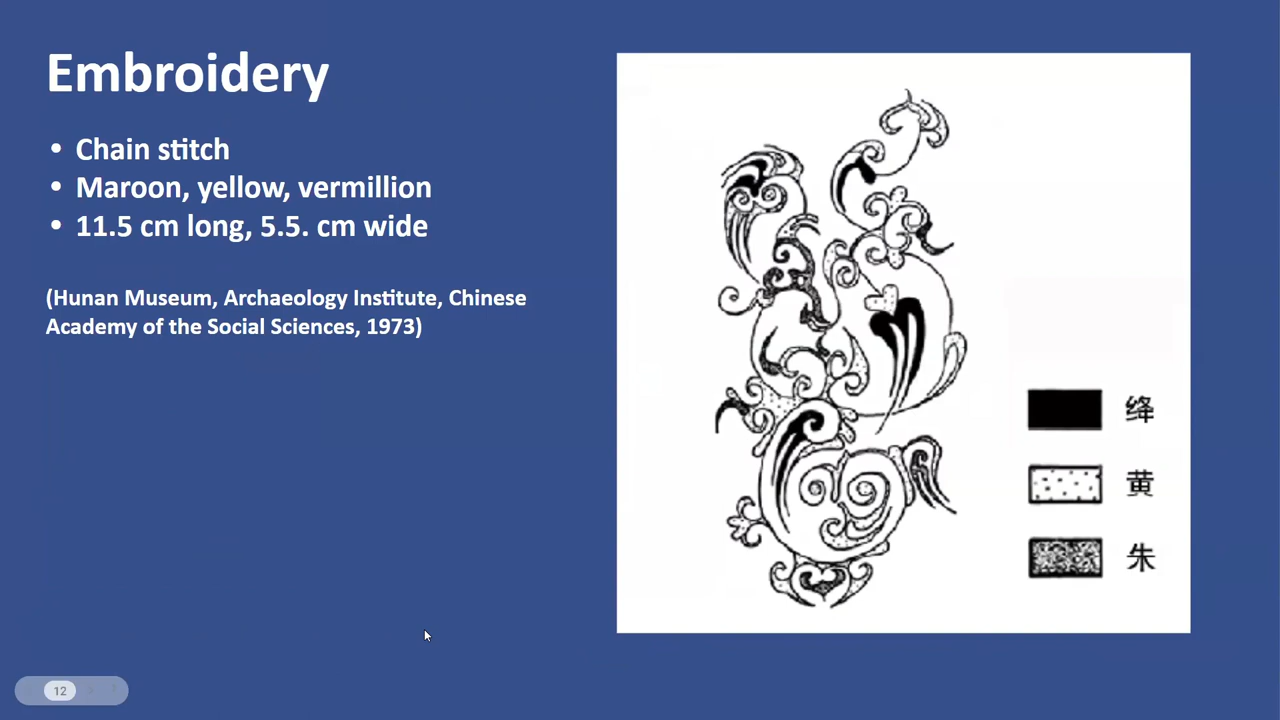 Embroidery
• Chain stitch
• Maroon, yellow, vermillion
• 11.5 cm long, 5.5. cm wide
(Hunan Museum, Archaeology Institute, Chinese
Academy of the Social Sciences, 1973)
绛
黄
朱
12